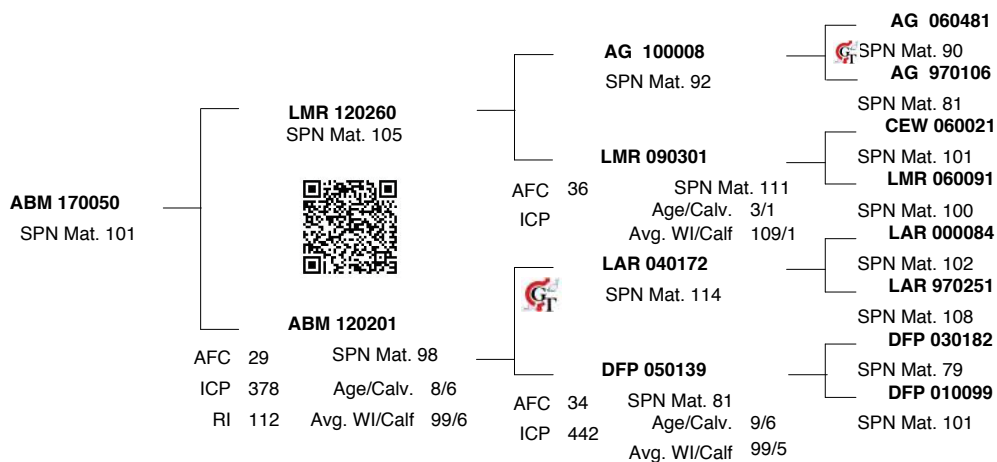 AG 060481
SPN Mat. 90
AG 100008
SPN Mat. 92
GT
AG 970106
SPN Mat. 81
LMR 120260
SPN Mat. 105
CEW 060021
SPN Mat. 101
LMR 090301
AFC 36 SPN Mat. 111
ICP Age/Calv. 3/1
Avg. WI/Calf 109/1
LMR 060091
SPN Mat. 100
ABM 170050
SPN Mat. 101
LAR 000084
SPN Mat. 102
LAR 040172
SPN Mat. 114
GT
LAR 970251
SPN Mat. 108
ABM 120201
AFC 29 SPN Mat. 98
ICP 378 Age/Calv. 8/6
RI 112 Avg. WI/Calf 99/6
DFP 030182
SPN Mat. 79
DFP 050139
AFC 34 SPN Mat. 81
ICP 442 Age/Calv. 9/6
Avg. WI/Calf 99/5
DFP 010099
SPN Mat. 101